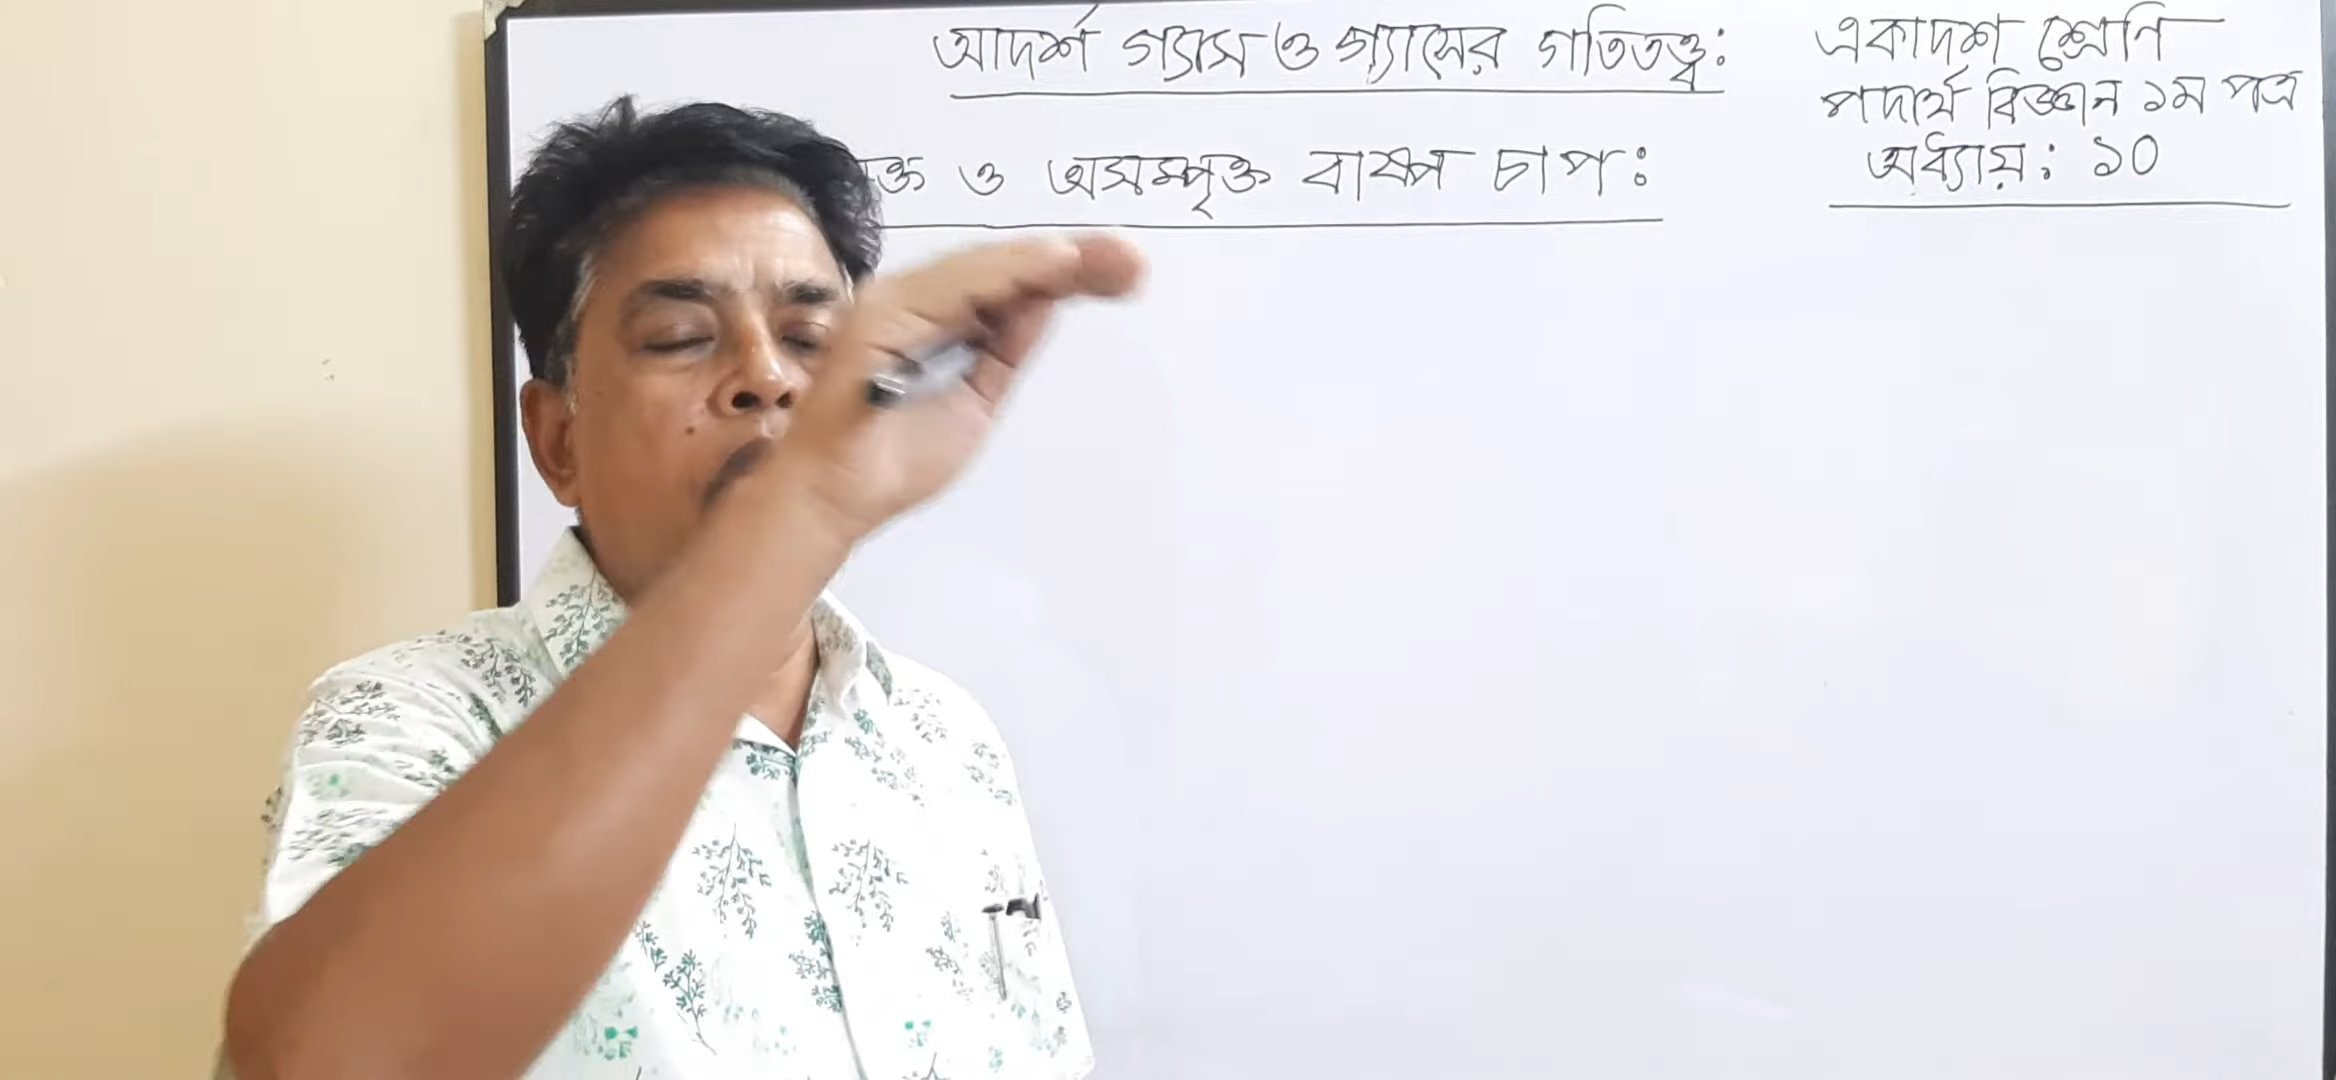 আদর্শ গ্যাস ও গ্যাসের গতিতত্ত্ব:
ও অসম্পৃক্ত বাষ্প চাপ:
একাদশ শ্রেণি
পদার্থ বিজ্ঞান ১ম পত্র
অধ্যায়: ১০